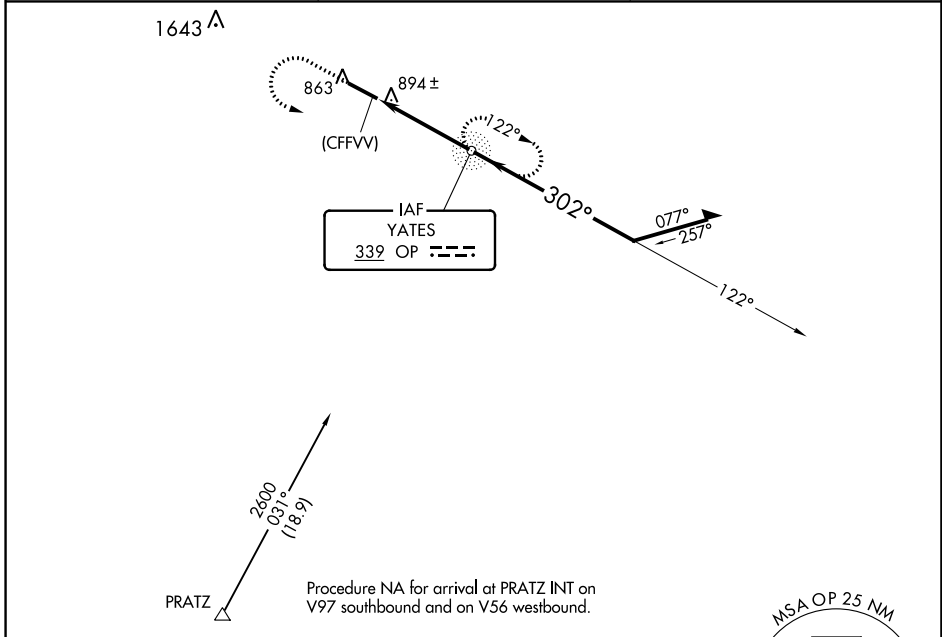 1643
863
894±
(CFFVV)
122°
302°
IAF
YATES
339 OP
077°
257°
122°
2600
031°
(18.9)
PRATZ
Procedure NA for arrival at PRATZ INT on
V97 southbound and on V56 westbound.
MSA OP 25 NM